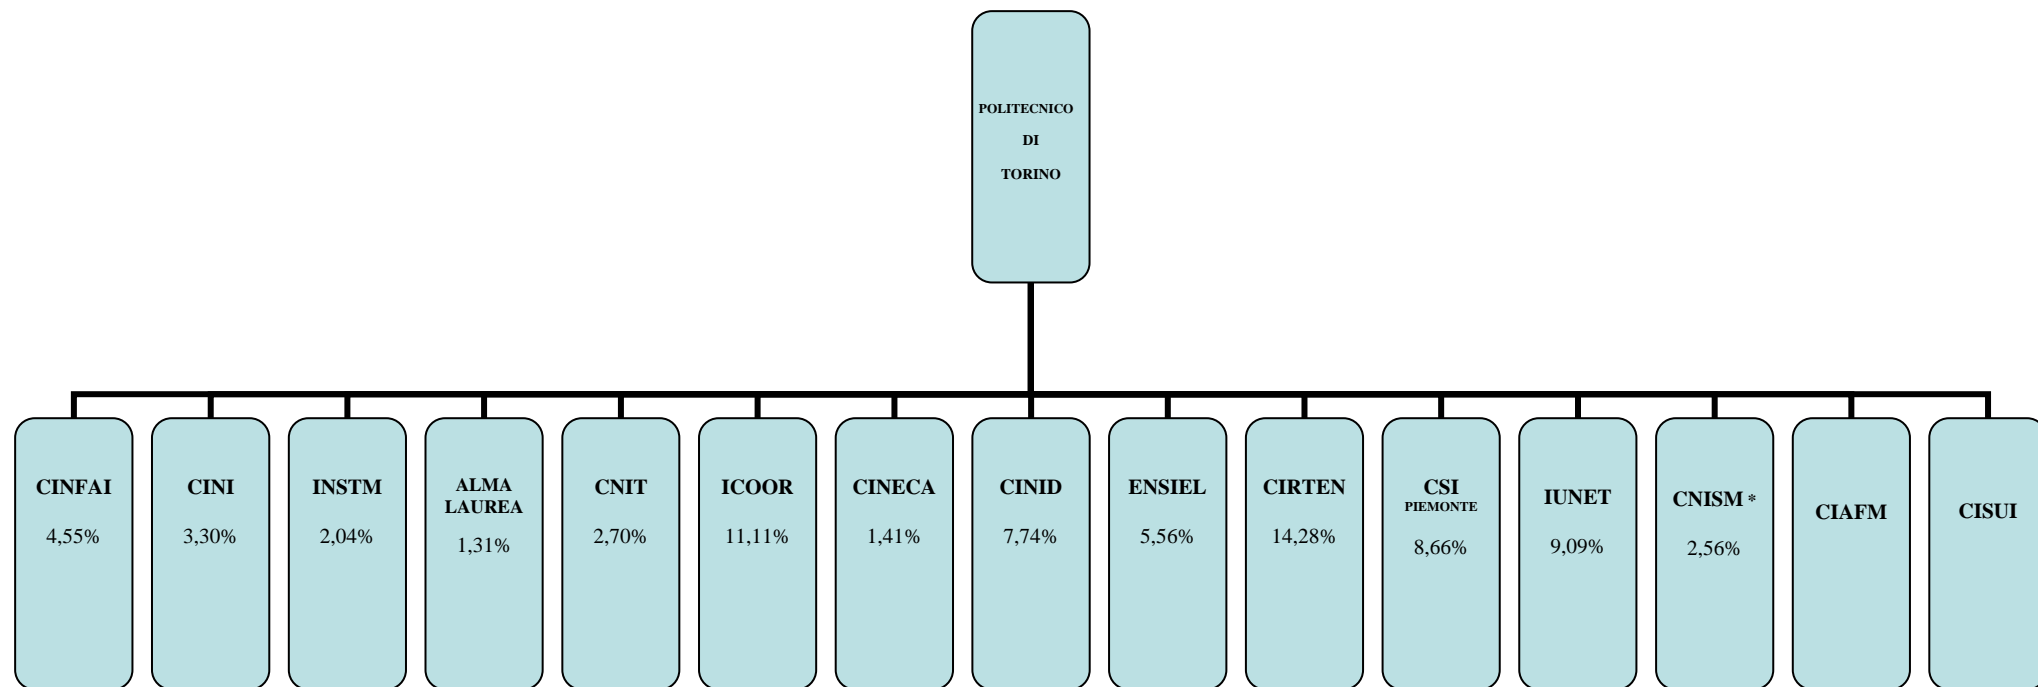 POLITECNICO
DI
TORINO
CINFAI
4,55%
CINI
3,30%
INSTM
2,04%
ALMA
LAUREA
1,31%
CNIT
2,70%
ICOOR
11,11%
CINECA
1,41%
CINID
7,74%
ENSIEL
5,56%
CIRTEN
14,28%
CSI
PIEMONTE
8,66%
IUNET
9,09%
CNISM *
2,56%
CIAFM
CISUI